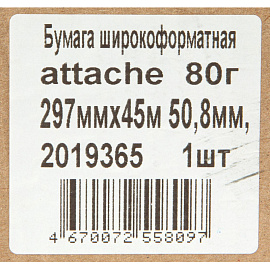 Бумага широкоформатная
attache 80г
297ммх45м 50,8мм,
2019365 1шт
4 670072 558097